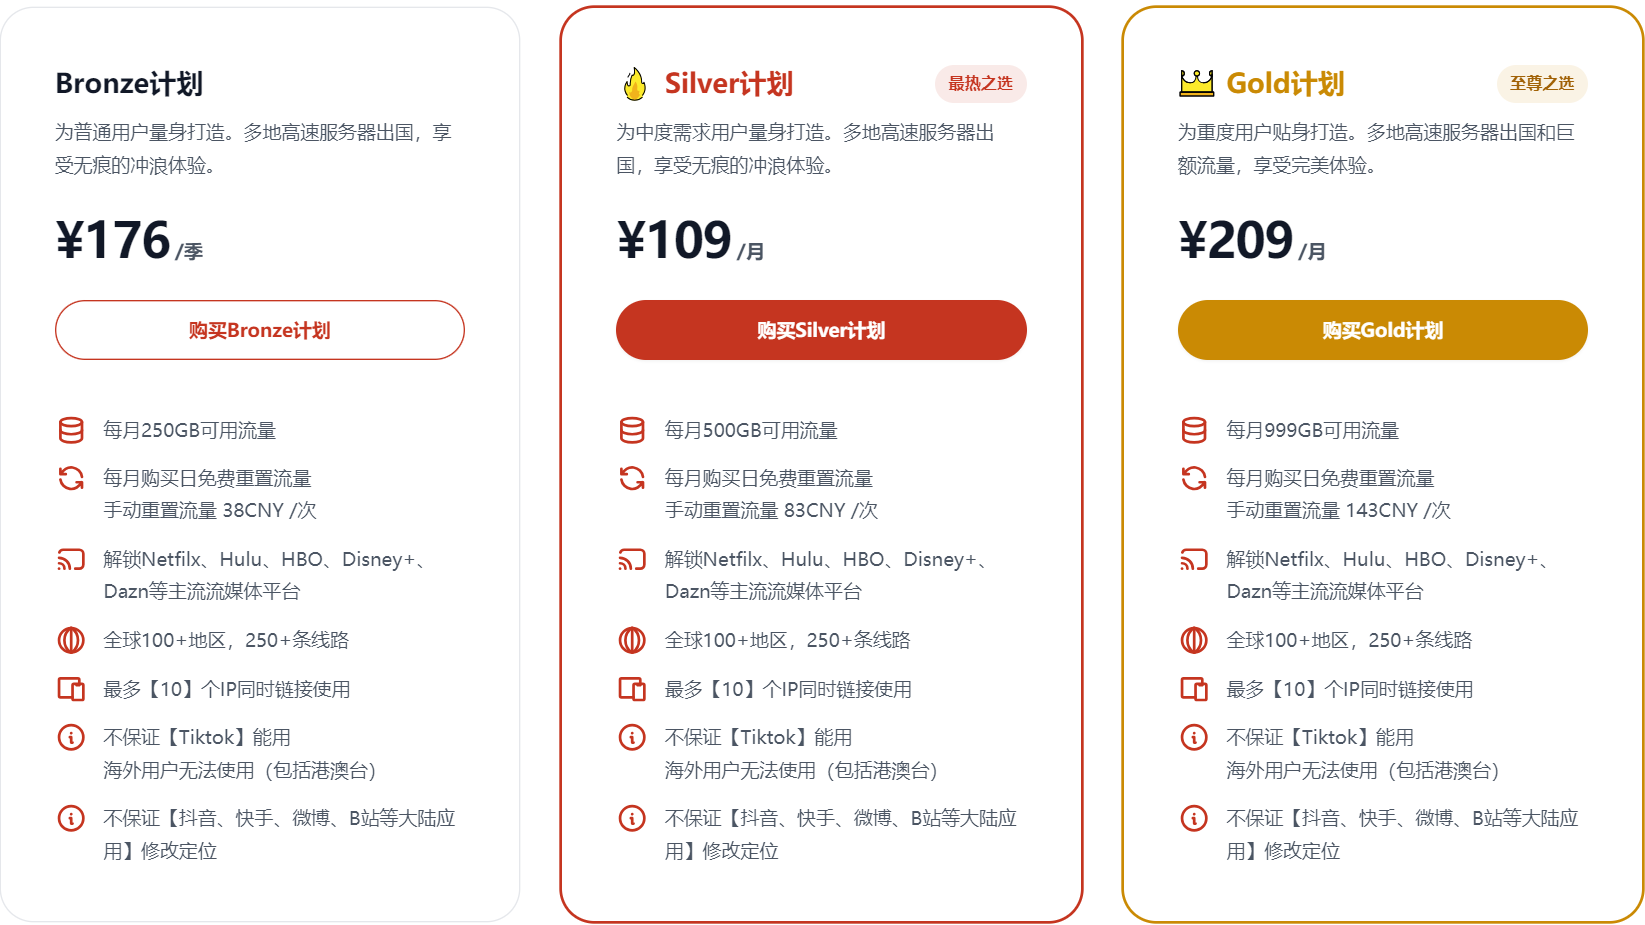 Bronze计划
为普通用户量身打造。多地高速服务器出国，享
受无痕的冲浪体验。
¥176 /季
购买Bronze计划
每月250GB可用流量
每月购买日免费重置流量
手动重置流量 38CNY /次
解锁Netfilx、Hulu、HBO、Disney+、
Dazn等主流流媒体平台
全球100+地区，250+条线路
最多【10】个IP同时链接使用
不保证【Tiktok】能用
海外用户无法使用（包括港澳台）
不保证【抖音、快手、微博、B站等大陆应
用】修改定位
Silver计划
最热之选
为中度需求用户量身打造。多地高速服务器出
国，享受无痕的冲浪体验。
¥109 /月
购买Silver计划
每月500GB可用流量
每月购买日免费重置流量
手动重置流量 83CNY /次
解锁Netfilx、Hulu、HBO、Disney+、
Dazn等主流流媒体平台
全球100+地区，250+条线路
最多【10】个IP同时链接使用
不保证【Tiktok】能用
海外用户无法使用（包括港澳台）
不保证【抖音、快手、微博、B站等大陆应
用】修改定位
Gold计划
至尊之选
为重度用户贴身打造。多地高速服务器出国和巨
额流量，享受完美体验。
¥209 /月
购买Gold计划
每月999GB可用流量
每月购买日免费重置流量
手动重置流量 143CNY /次
解锁Netfilx、Hulu、HBO、Disney+、
Dazn等主流流媒体平台
全球100+地区，250+条线路
最多【10】个IP同时链接使用
不保证【Tiktok】能用
海外用户无法使用（包括港澳台）
不保证【抖音、快手、微博、B站等大陆应
用】修改定位